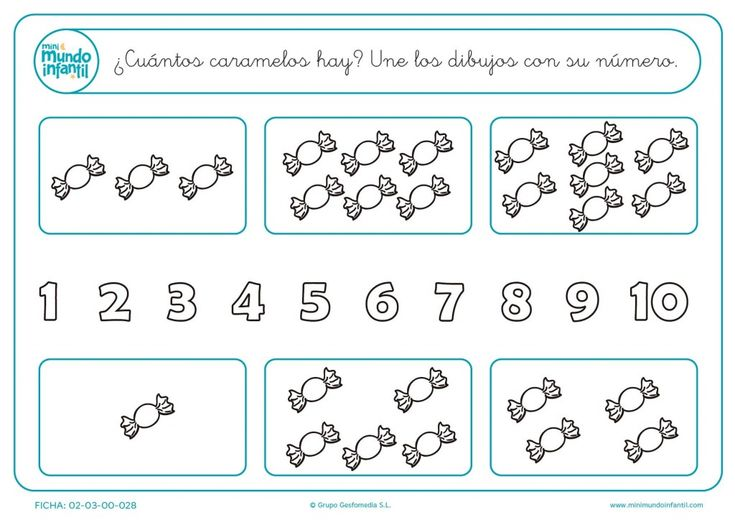 mini
mundo
infantil
¿Cuántos caramelos hay? Une los dibujos con su número.
1 2 3 4 5 6 7 8 9 10
FICHA: 02-03-00-028
© Grupo Gesfomedia S.L.
www.minimundoinfantil.com